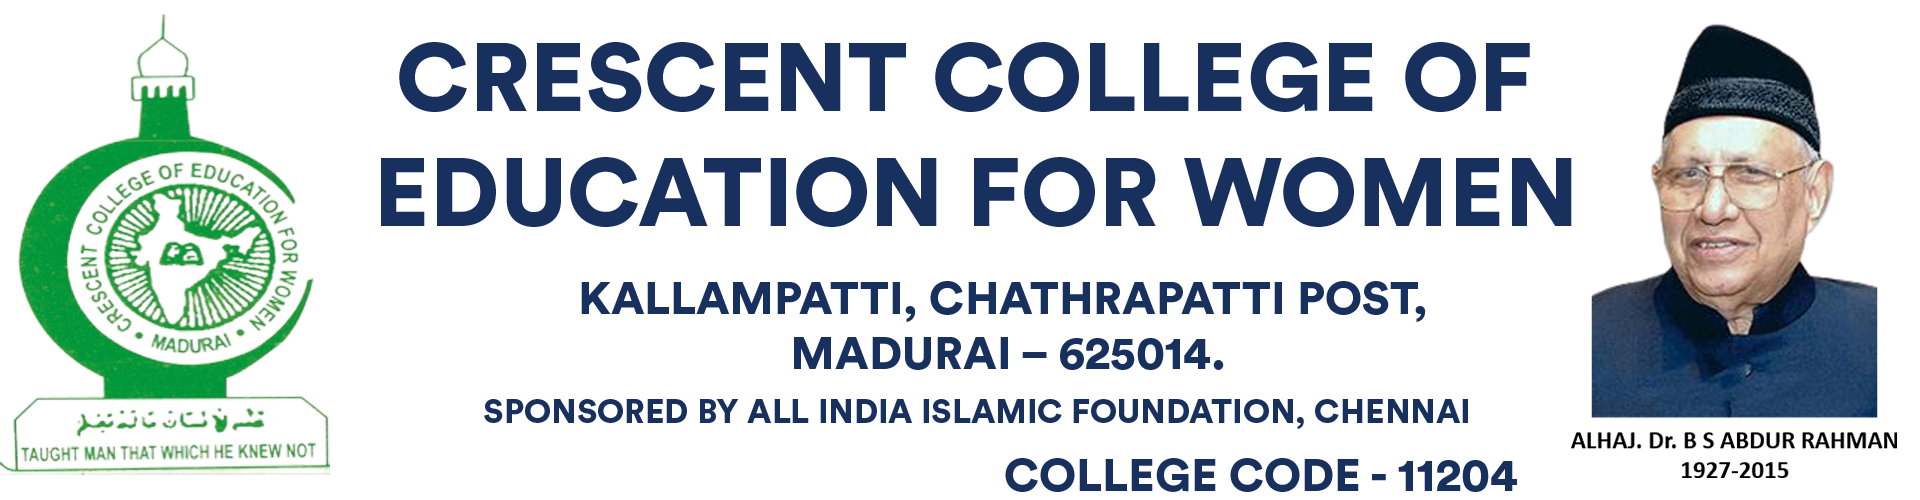 CRESCENT COLLEGE OF EDUCATION FOR WOMEN
• MADURAI •
TAUGHT MAN THAT WHICH HE KNEW NOT
CRESCENT COLLEGE OF
EDUCATION FOR WOMEN
KALLAMPATTI, CHATHRAPATTI POST,
MADURAI – 625014.
SPONSORED BY ALL INDIA ISLAMIC FOUNDATION, CHENNAI
COLLEGE CODE - 11204
ALHAJ. Dr. B S ABDUR RAHMAN
1927-2015